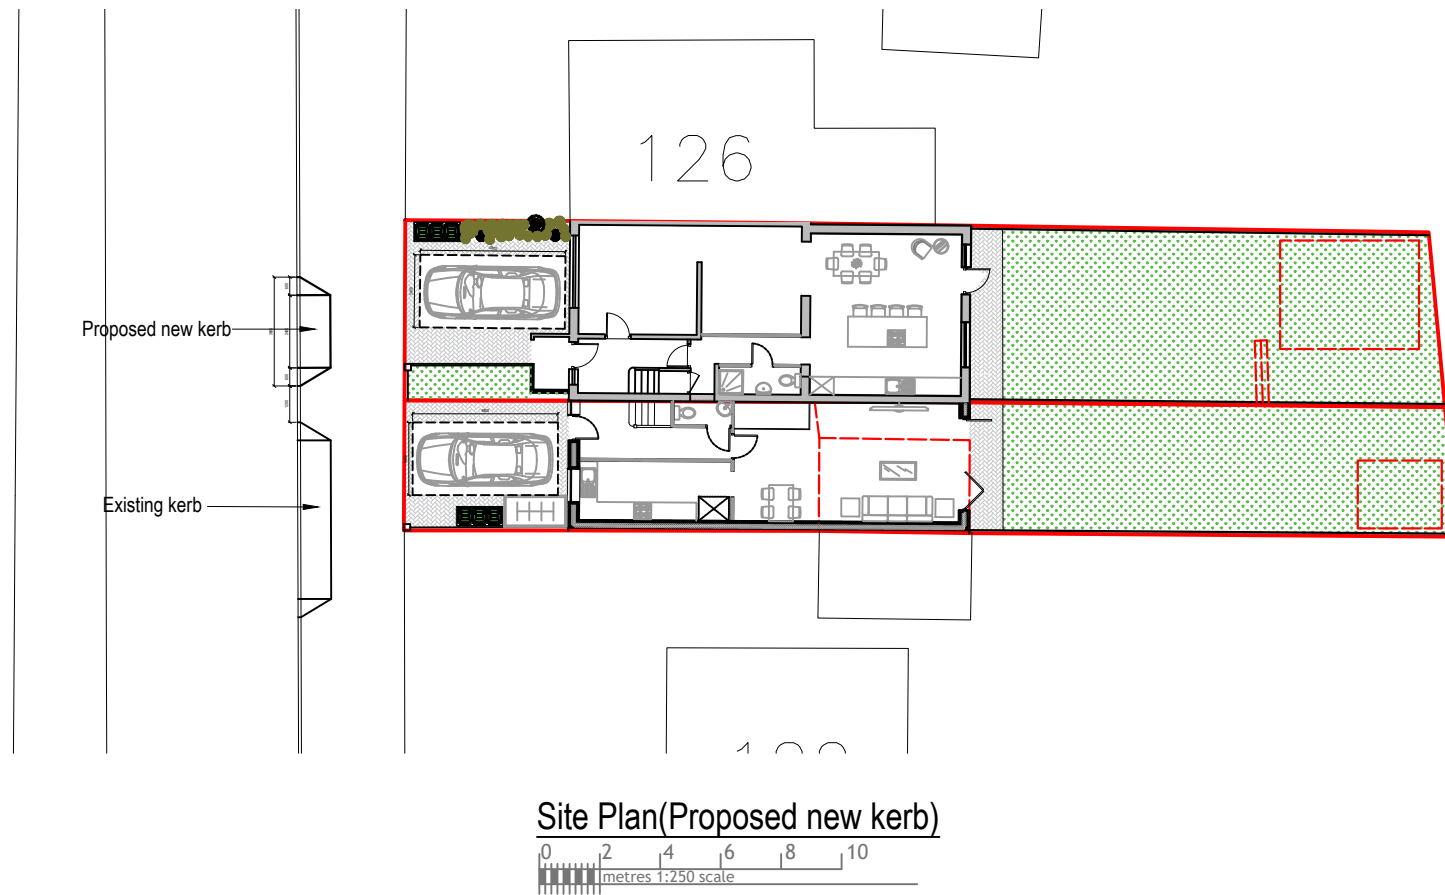 126
Proposed new kerb
Existing kerb
Site Plan(Proposed new kerb)
0 2 4 6 8 10
metres 1:250 scale